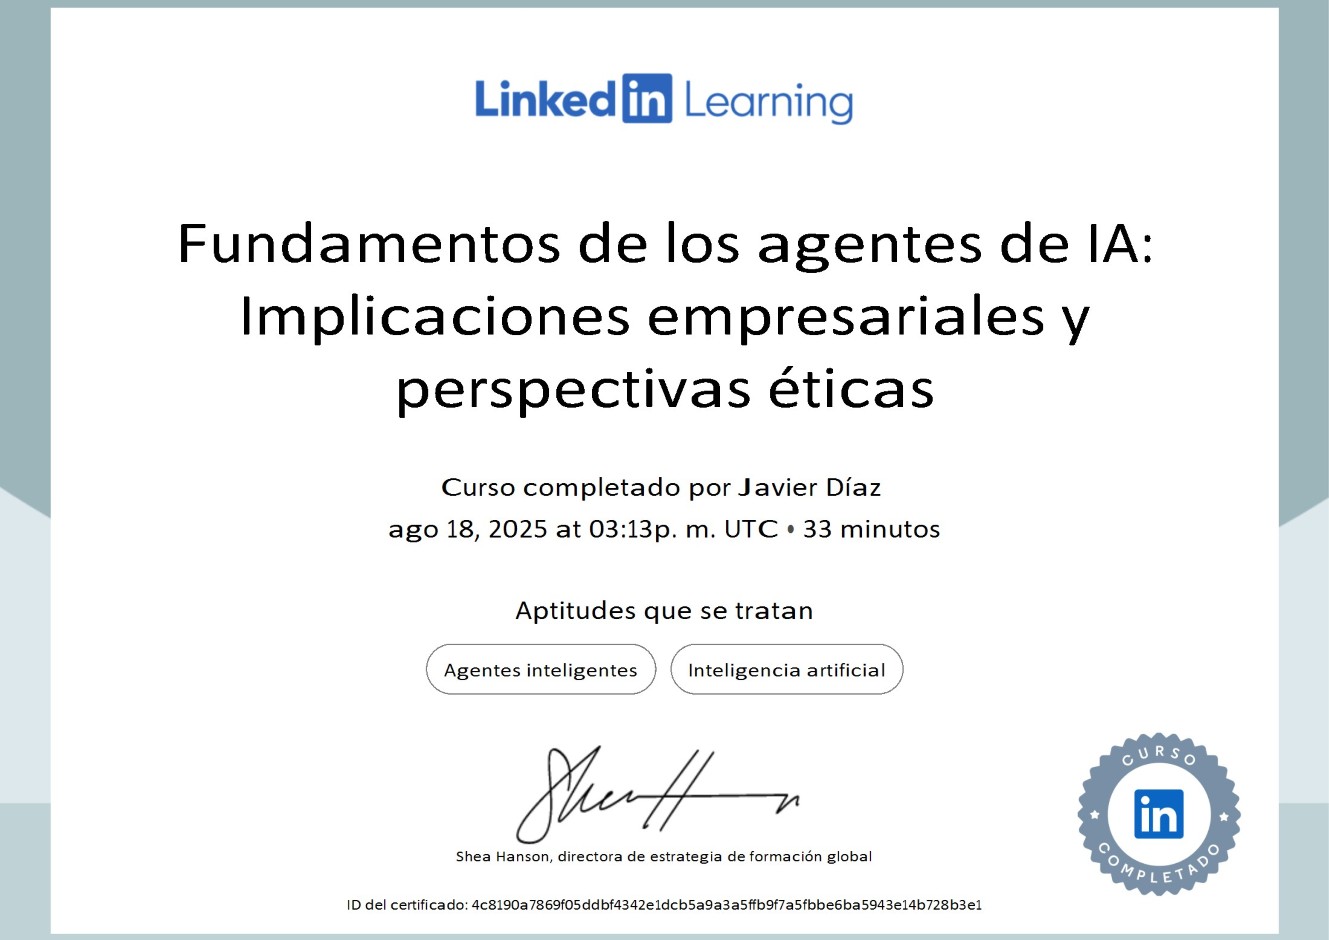 Linked in Learning
Fundamentos de los agentes de IA:
Implicaciones empresariales y
perspectivas éticas
Curso completado por Javier Díaz
ago 18, 2025 at 03:13p. m. UTC • 33 minutos
Aptitudes que se tratan
Agentes inteligentes Inteligencia artificial
Shea Hanson, directora de estrategia de formación global
ID del certificado: 4c8190a7869f05ddbf4342e1dcb5a9a3a5ffb9f7a5fbbe6ba5943e14b728b3e1
CURSO
in
COMPLETADO